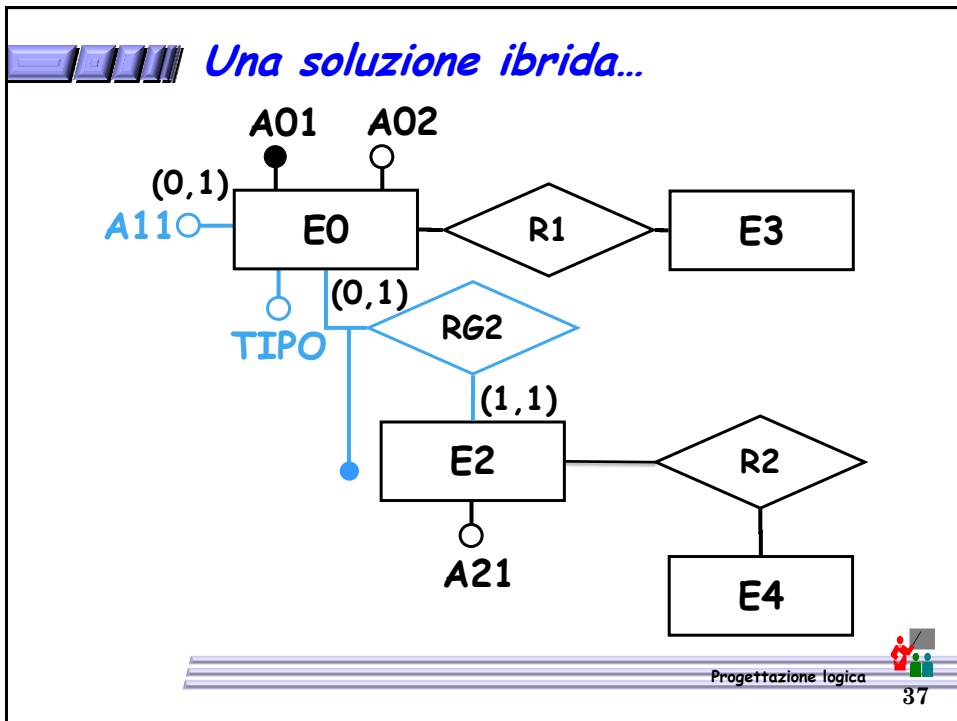 Una soluzione ibrida...
A01 A02
(0,1)
A11 E0 R1 E3
(0,1)
TIPO RG2
(1,1)
E2 R2
A21
E4
Progettazione logica
37